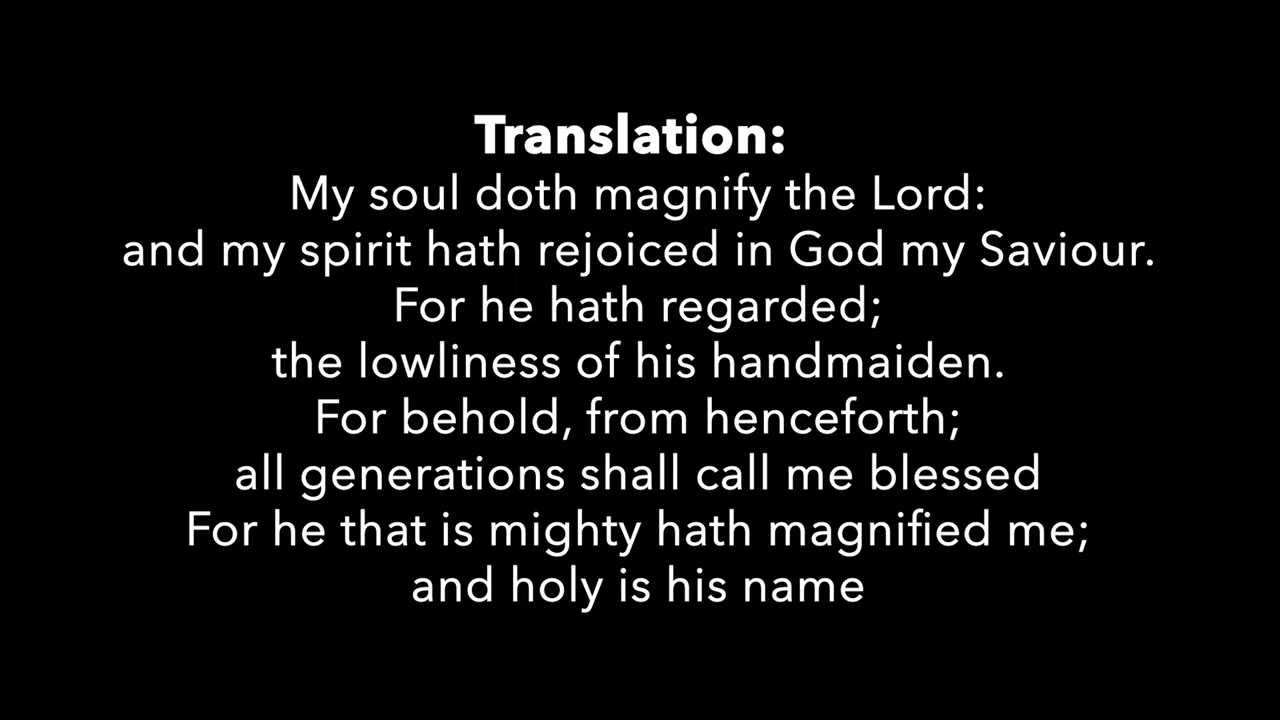 Translation:
My soul doth magnify the Lord:
and my spirit hath rejoiced in God my Saviour.
For he hath regarded;
the lowliness of his handmaiden.
For behold, from henceforth;
all generations shall call me blessed
For he that is mighty hath magnified me;
and holy is his name